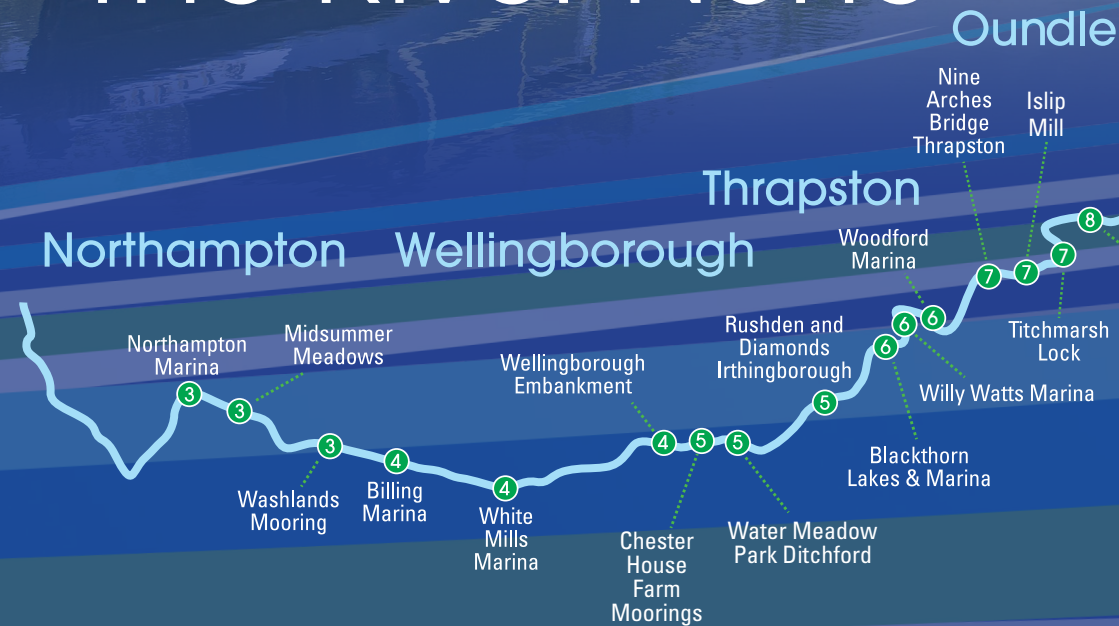 Oundle
Nine
Arches
Bridge
Thrapston
Islip
Mill
Thrapston
Northampton
Wellingborough
Woodford
Marina
8
7
7
7
6
6
6
Titchmarsh
Lock
Northampton
Marina
Midsummer
Meadows
Wellingborough
Embankment
Rushden and
Diamonds
Irthingborough
Willy Watts Marina
3
3
3
4
4
4
5
5
5
Blackthorn
Lakes & Marina
Washlands
Mooring
Billing
Marina
White
Mills
Marina
Chester
House
Farm
Moorings
Water Meadow
Park Ditchford